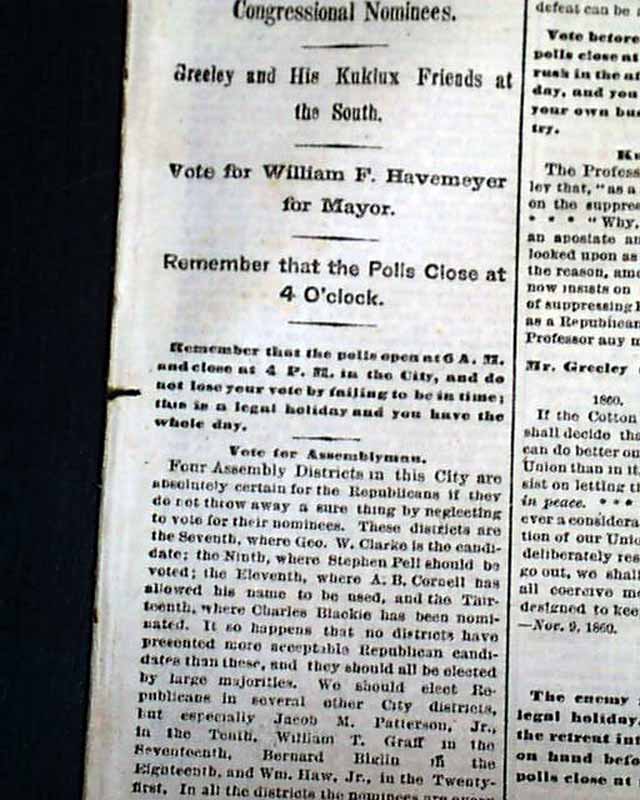 Congressional Nominees.
Greeley and His Kuklux Friends at
the South.
Vote for William F. Havemeyer
for Mayor.
Remember that the Polls Close at
4 O'clock.
Remember that the polls open at 6 A. M.
and close at 4 P. M. in the City, and do
not lose your vote by failing to be in time;
this is a legal holiday and you have the
whole day.
Vote for Assemblyman.
Four Assembly Districts in this City are
absolutely certain for the Republicans if they
do not throw away a sure thing by neglecting
to vote for their nominees. These districts are
the Seventh, where Geo. W. Clarke is the candi-
date; the Ninth, where Stephen Pell should be
voted; the Eleventh, where A. B. Cornell has
allowed his name to be used, and the Thir-
teenth, where Charles Blackie has been nomi-
nated. It so happens that no districts have
presented more acceptable Republican candi-
dates than these, and they should all be elected
by large majorities. We should elect Re-
publicans in several other City districts,
but especially Jacob M. Patterson, Jr.,
in the Tenth, William T. Graff in the
Seventeenth, Bernard Biglin in the
Eighteenth, and Wm. Haw, Jr., in the Twenty-
first. In all the districts the nominees are
defeat can be
Vote before
polls close at
rush in the
day, and you
your own
try.
The Profess
ley that, "as a
on the suppre
* * * "Why,
an apostate an
looked upon as
the reason, amo
now insists on
of suppressing
as a Republican
Professor any
Mr. Greeley
1860.
If the Cotton
shall decide tha
can do better ou
Union than in it
sist on letting th
in peace. * * *
ever a considera
tion of our Unio
deliberately res
go out, we shall
all coercive me
designed to kee
—Nov. 9, 1860.
The enemy
legal holiday.
the retreat int
on hand befo
polls close at